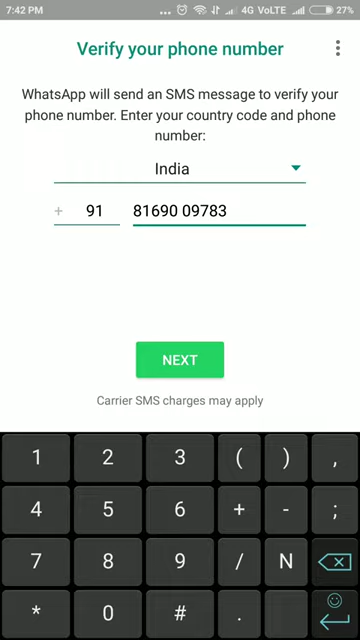 7:42 PM ... 4G VoLTE 27%
Verify your phone number
WhatsApp will send an SMS message to verify your
phone number. Enter your country code and phone
number:
India
+ 91 81690 09783
NEXT
Carrier SMS charges may apply
1 2 3 ( ) ,
4 5 6 + - ;
7 8 9 / N
* 0 # .